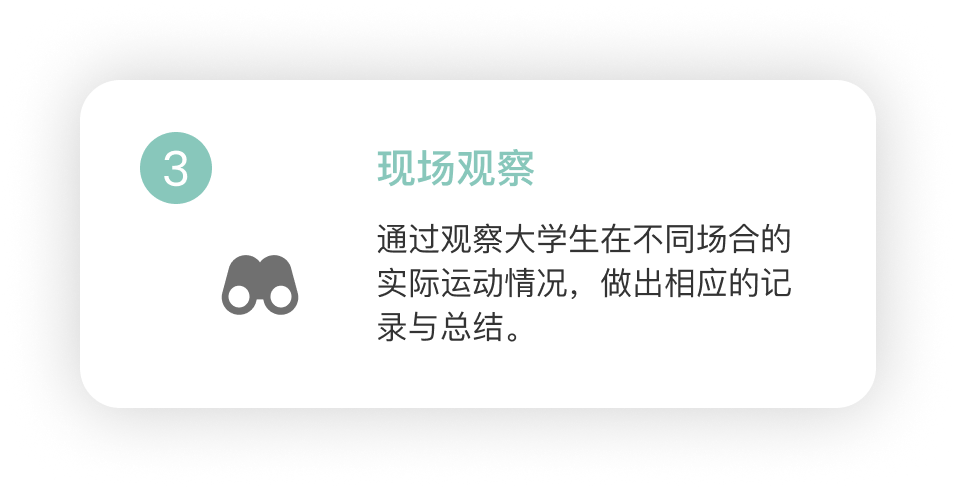 3
现场观察
通过观察大学生在不同场合的
实际运动情况，做出相应的记
录与总结。